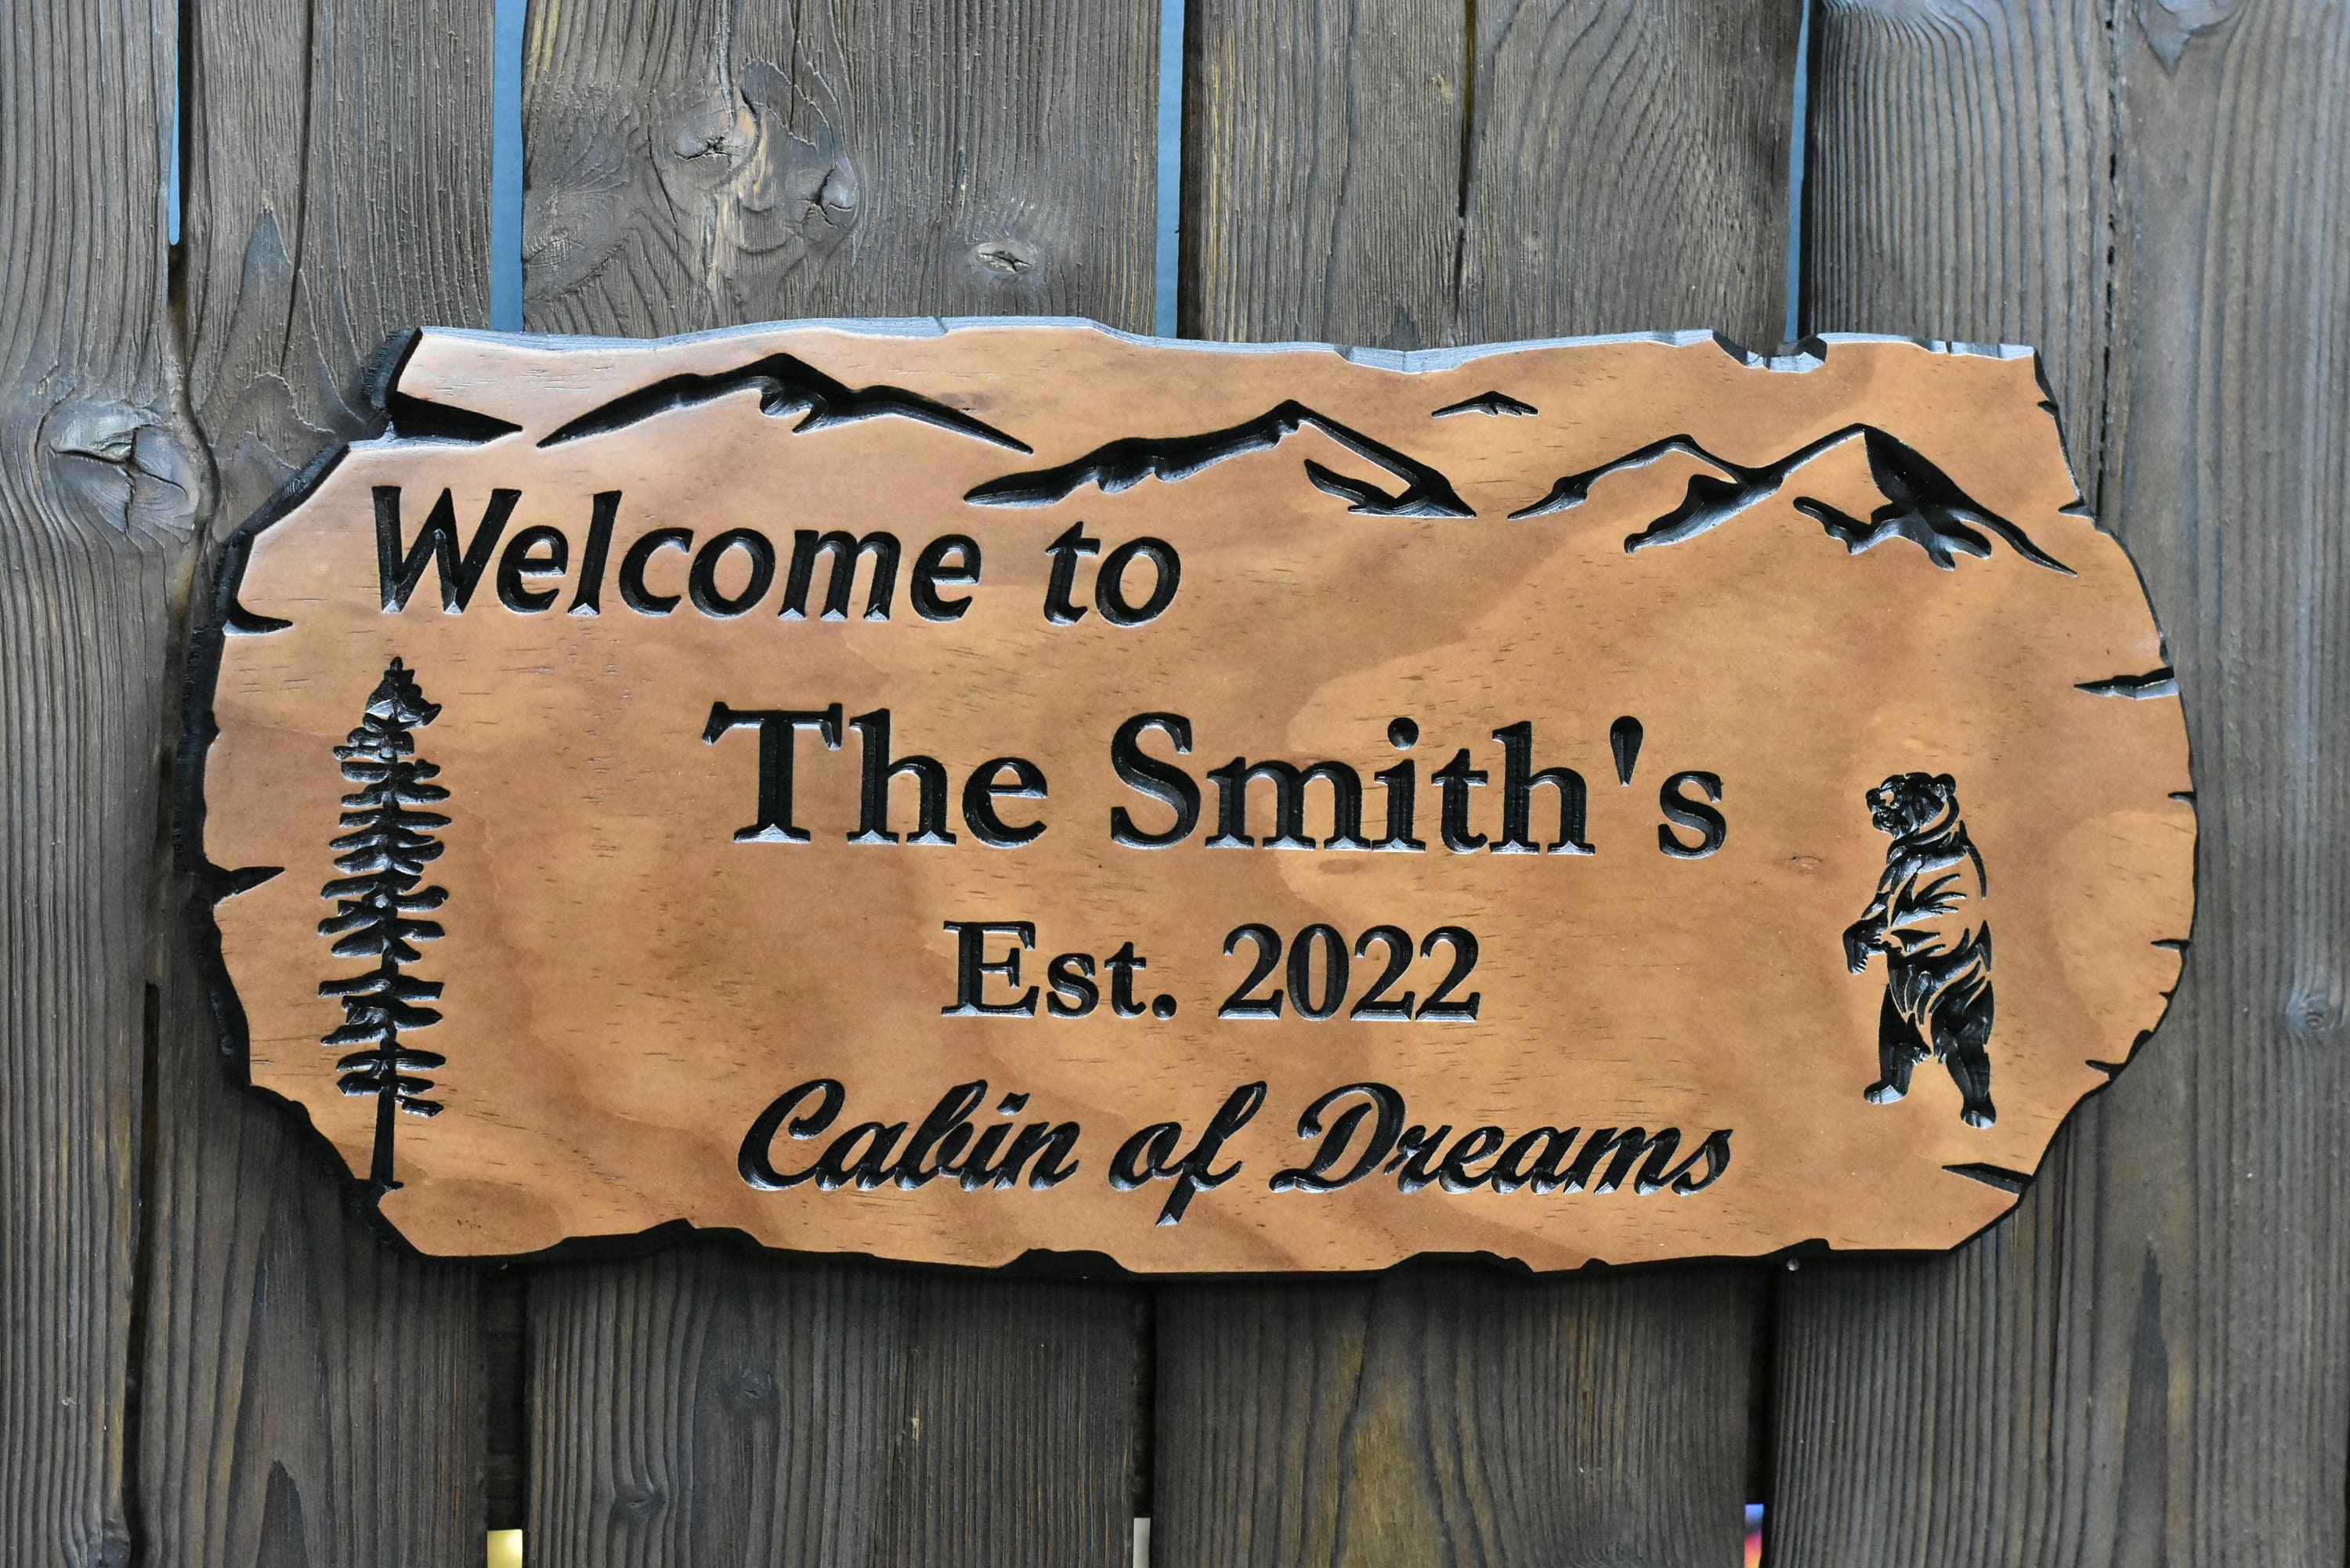 Welcome to
The Smith's
Est. 2022
Cabin of Dreams